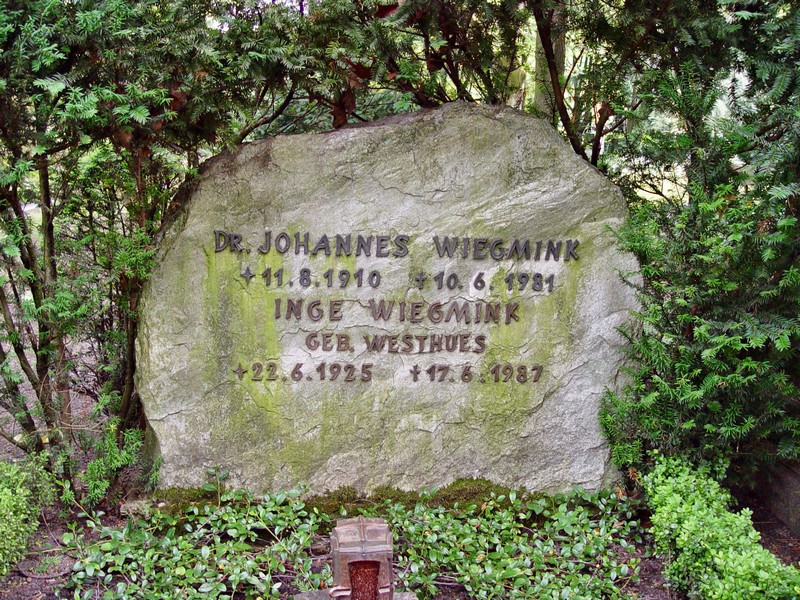 DR. JOHANNES WIEGMINK
✦11.8.1910 ✝10.6.1981
INGE WIEGMINK
GEB. WESTHUES
✦22.6.1925 ✝17.6.1987